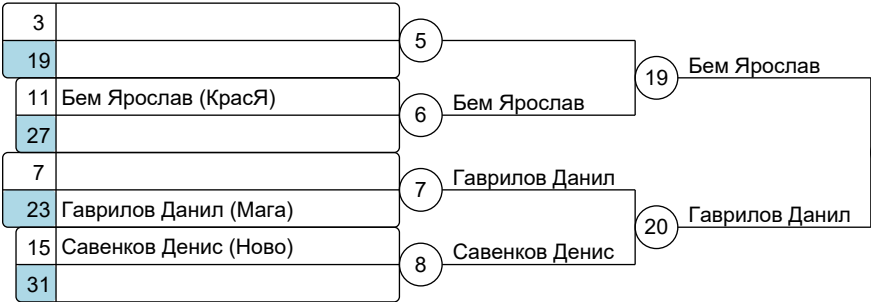 3
19
11 Бем Ярослав (КрасЯ)
27
7
23 Гаврилов Данил (Мага)
15 Савенков Денис (Ново)
31
5
6
7
8
Бем Ярослав
Гаврилов Данил
Савенков Денис
19
20
Бем Ярослав
Гаврилов Данил